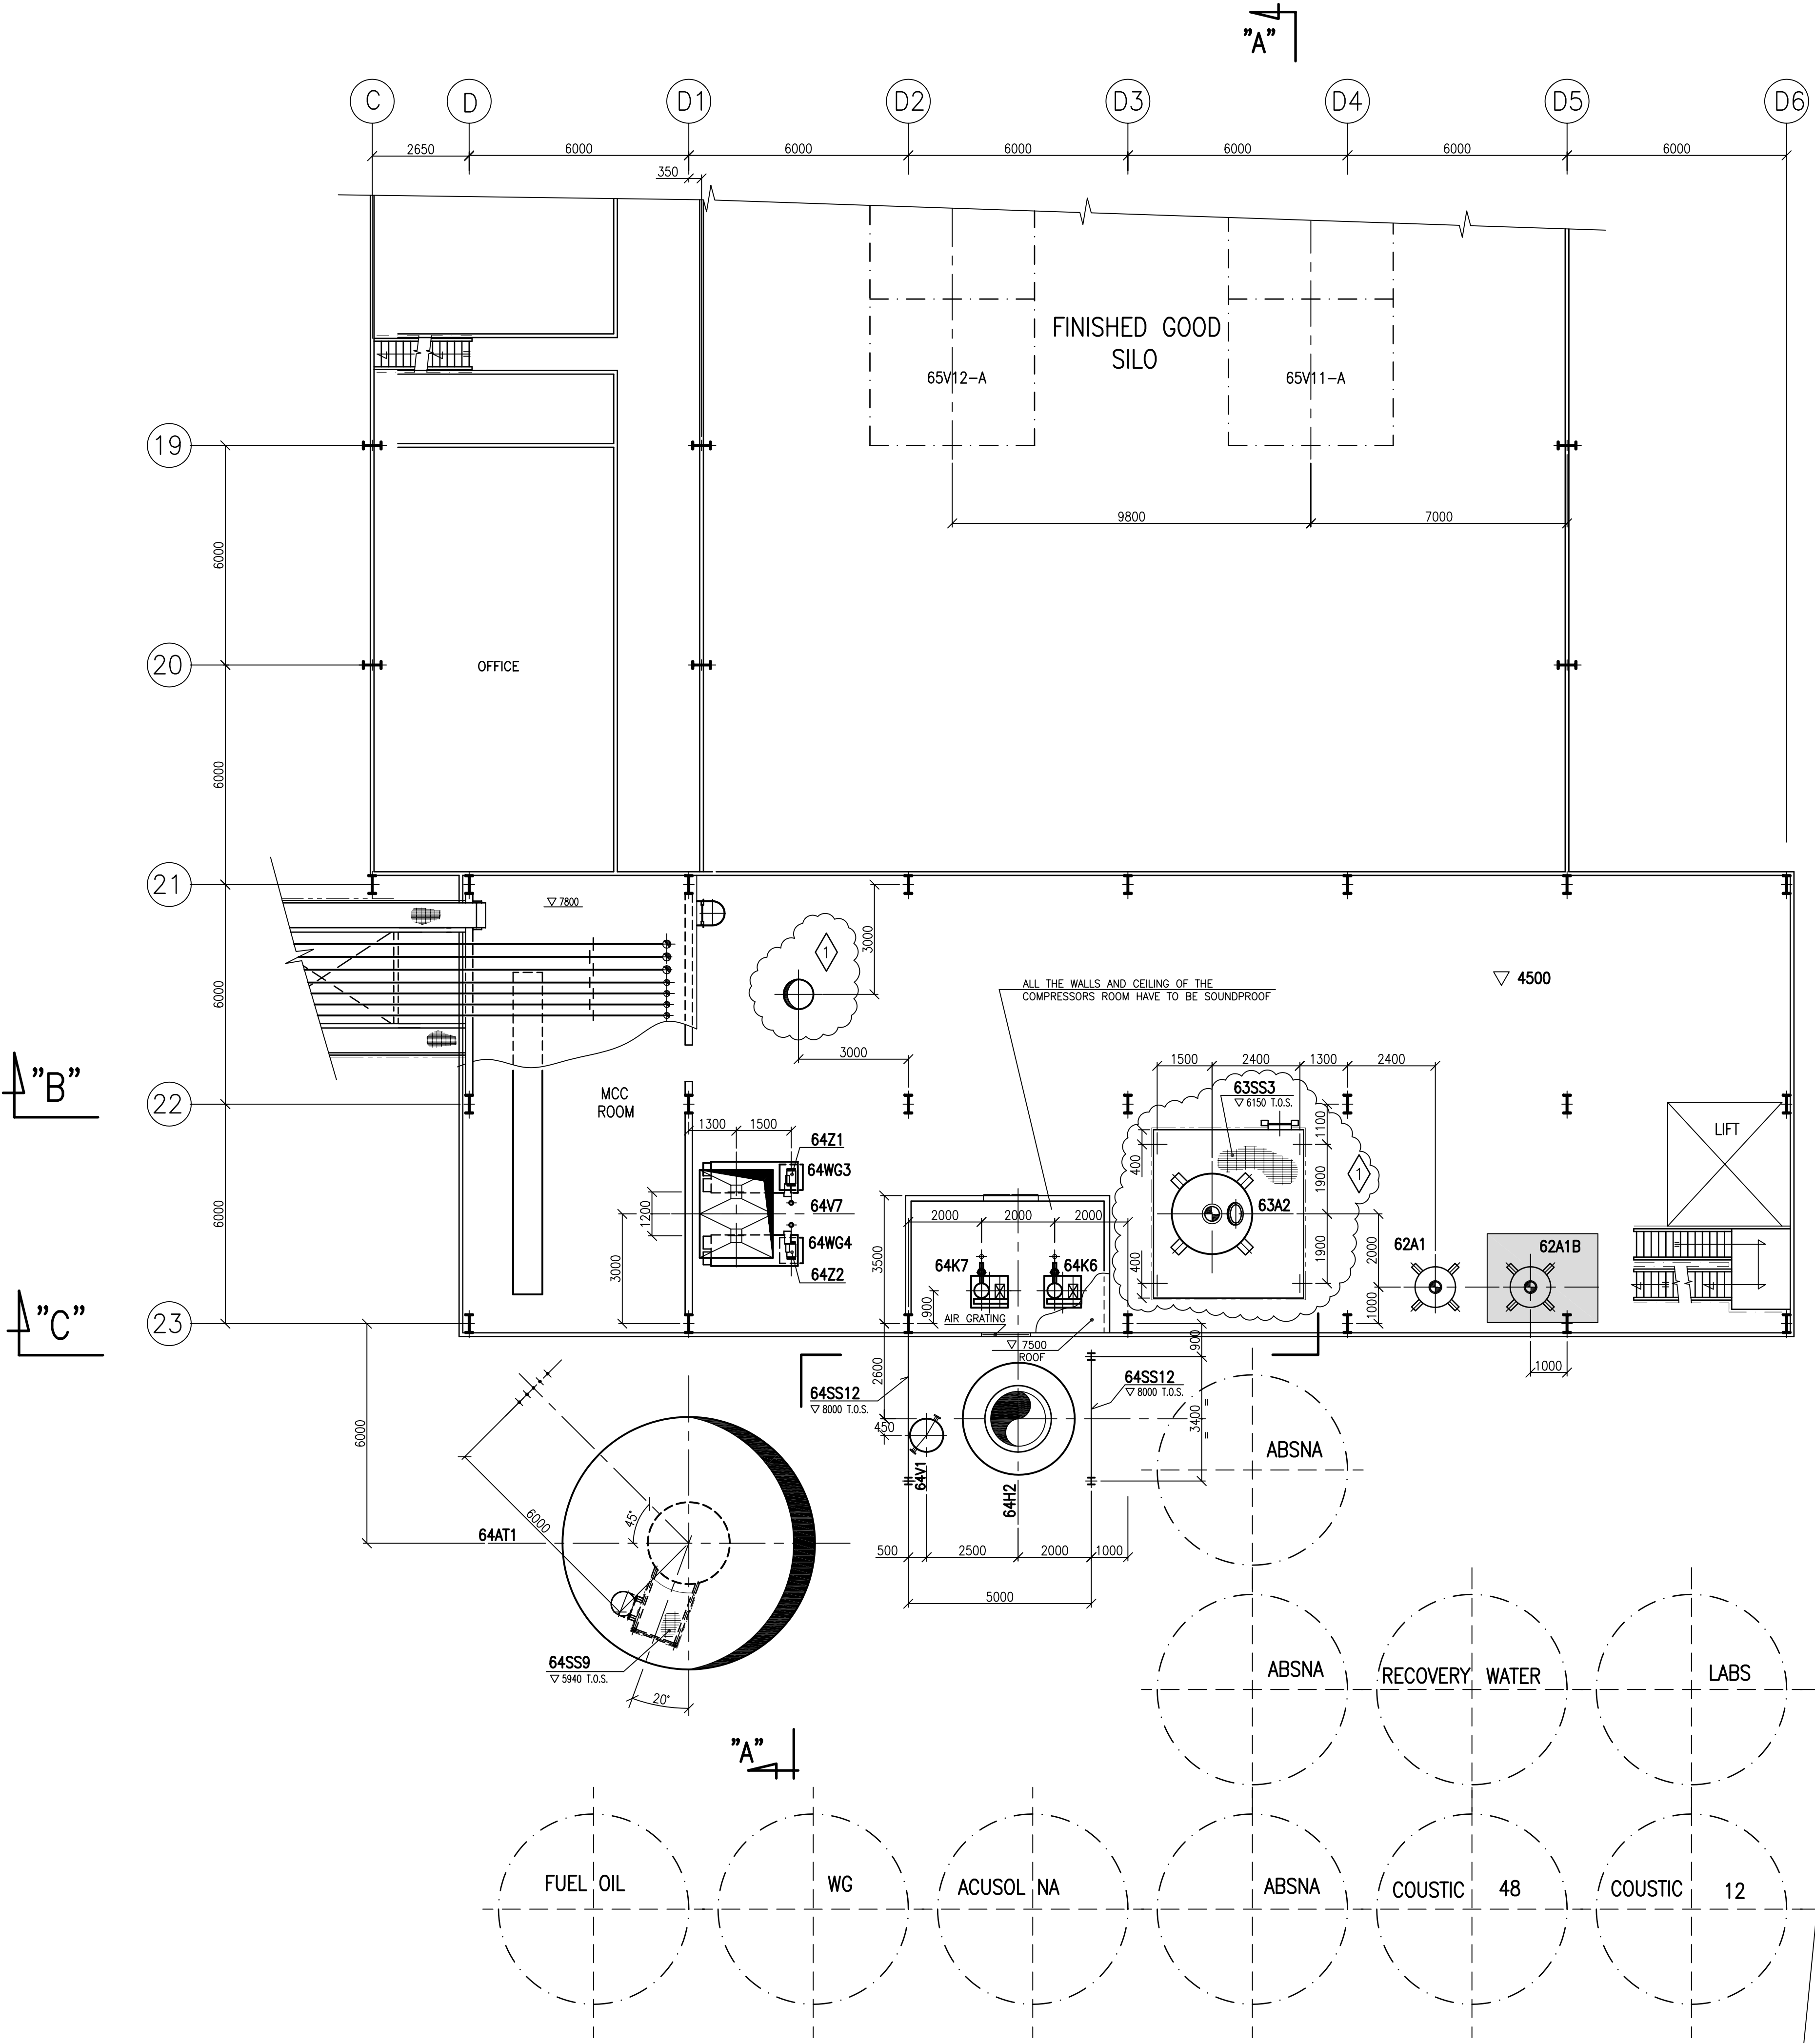 "A"
C D D1 D2 D3 D4 D5 D6
2650 6000 6000 6000 6000 6000 6000
350
FINISHED GOOD
SILO
65V12-A 65V11-A
19
9800 7000
6000
20
OFFICE
6000
21
▽ 7800
3000
1
6000
ALL THE WALLS AND CEILING OF THE
COMPRESSORS ROOM HAVE TO BE SOUNDPROOF
▽ 4500
3000
1500 2400 1300 2400
"B"
22
MCC
ROOM
63SS3
▽ 6150 T.O.S.
1100
LIFT
1300 1500
64Z1
64WG3
400
1900
1
6000
1200
64V7
63A2
2000 2000 2000
64WG4
3500
1900
2000
62A1
62A1B
3000
64Z2
64K7
64K6
400
900
1000
"C"
23
AIR GRATING
▽ 7500
ROOF
900
1000
2600
64SS12
▽ 8000 T.O.S.
64SS12
▽ 8000 T.O.S.
3400
=
=
450
6000
ABSNA
64V1
64H2
6000
45°
64AT1
500 2500 2000 1000
5000
64SS9
▽ 5940 T.O.S.
20°
ABSNA
RECOVERY WATER
LABS
"A"
FUEL OIL
WG
ACUSOL NA
ABSNA
COUSTIC 48
COUSTIC 12